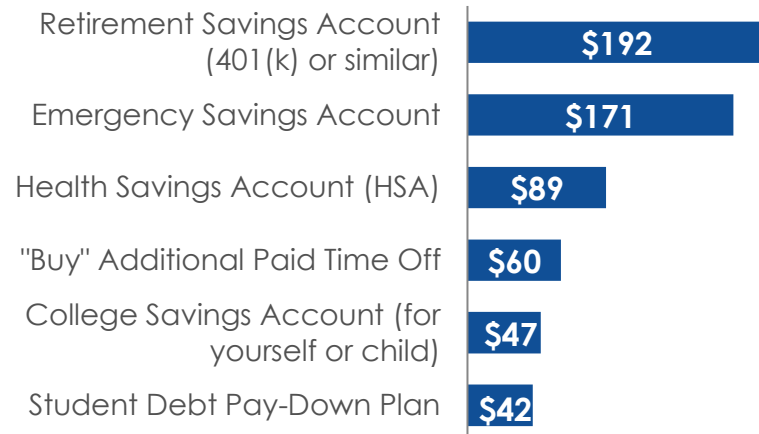 Retirement Savings Account
(401(k) or similar)
$192
Emergency Savings Account
$171
Health Savings Account (HSA)
$89
"Buy" Additional Paid Time Off
$60
College Savings Account (for
yourself or child)
$47
Student Debt Pay-Down Plan
$42